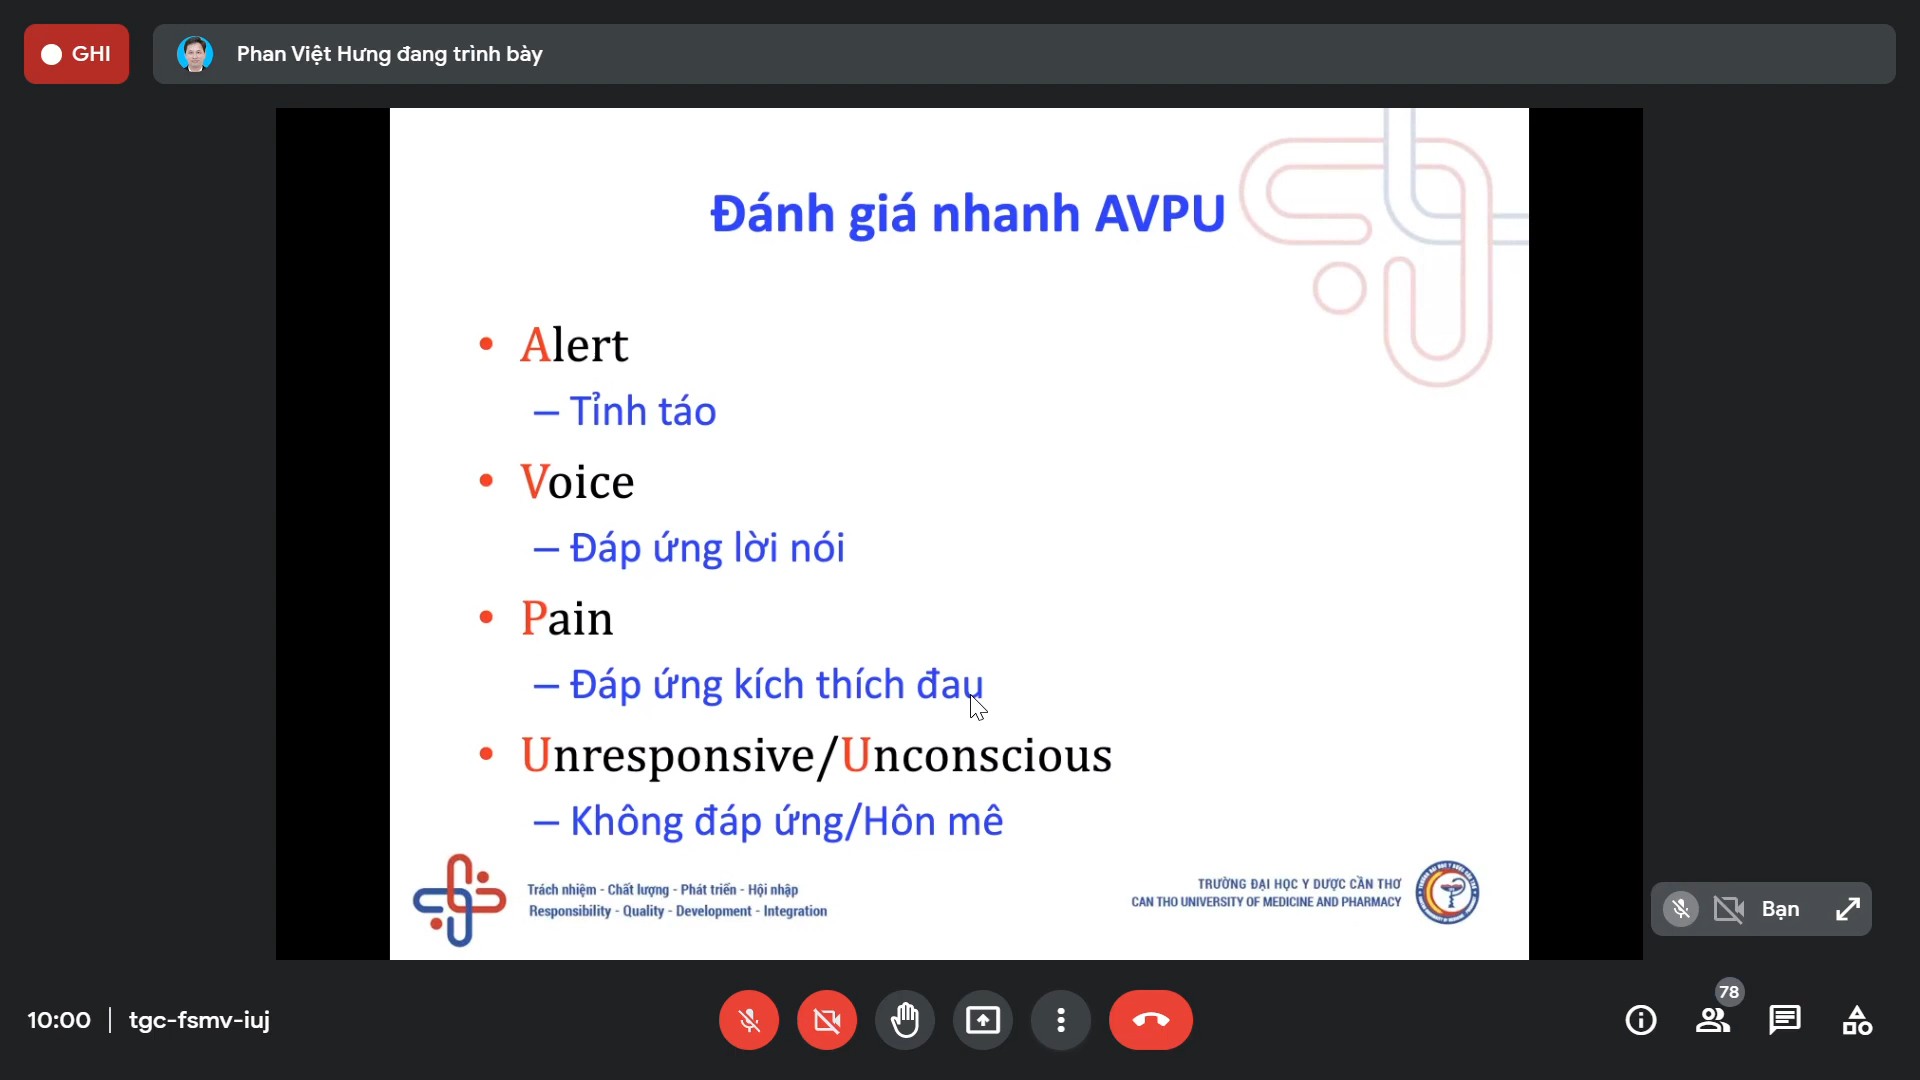 GHI
Phan Việt Hưng đang trình bày
Đánh giá nhanh AVPU
• Alert
– Tỉnh táo
• Voice
– Đáp ứng lời nói
• Pain
– Đáp ứng kích thích đau
• Unresponsive/Unconscious
– Không đáp ứng/Hôn mê
Trách nhiệm - Chất lượng - Phát triển - Hội nhập
Responsibility - Quality - Development - Integration
TRƯỜNG ĐẠI HỌC Y DƯỢC CẦN THƠ
CAN THO UNIVERSITY OF MEDICINE AND PHARMACY
Bạn
10:00 | tgc-fsmv-iuj
78